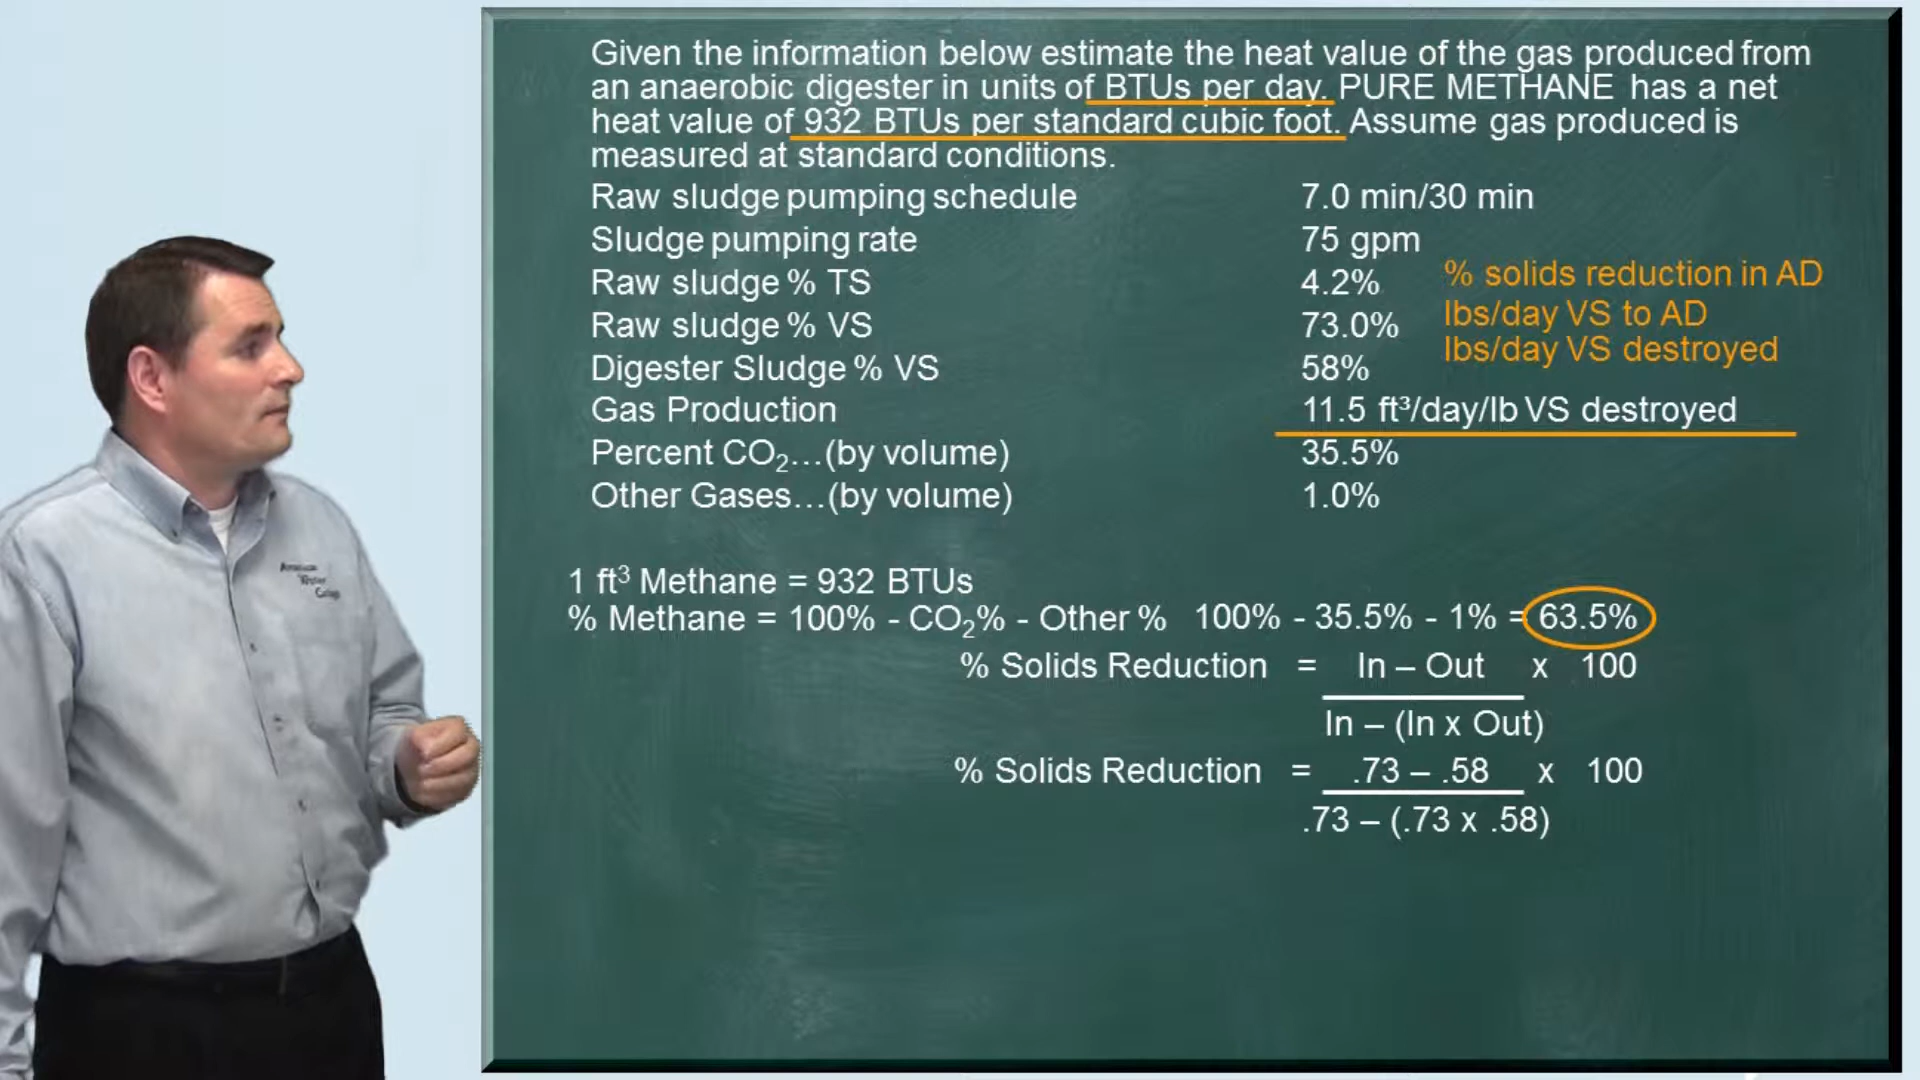 Given the information below estimate the heat value of the gas produced from
an anaerobic digester in units of BTUs per day. PURE METHANE has a net
heat value of 932 BTUs per standard cubic foot. Assume gas produced is
measured at standard conditions.
Raw sludge pumping schedule 7.0 min/30 min
Sludge pumping rate 75 gpm
Raw sludge % TS 4.2%
% solids reduction in AD
Raw sludge % VS 73.0%
lbs/day VS to AD
lbs/day VS destroyed
Digester Sludge % VS 58%
Gas Production 11.5 ft³/day/lb VS destroyed
Percent CO₂…(by volume) 35.5%
Other Gases…(by volume) 1.0%
1 ft³ Methane = 932 BTUs
% Methane = 100% - CO₂% - Other % 100% - 35.5% - 1% = 63.5%
% Solids Reduction = In – Out x 100
In – (In x Out)
% Solids Reduction = .73 – .58 x 100
.73 – (.73 x .58)
American
Water
College